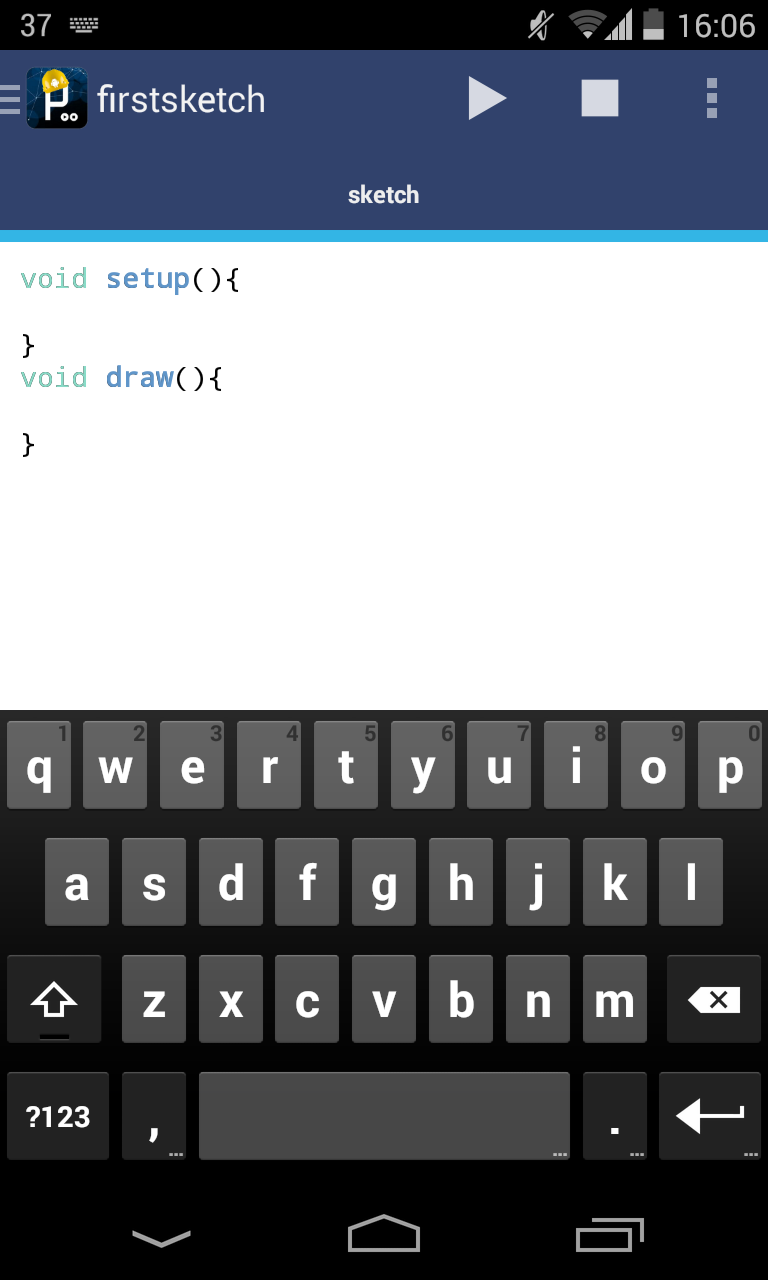 37 16:06
P
firstsketch
sketch
void setup(){
}
void draw(){
}
1 2 3 4 5 6 7 8 9 0
q w e r t y u i o p
a s d f g h j k l
z x c v b n m
?123 , .